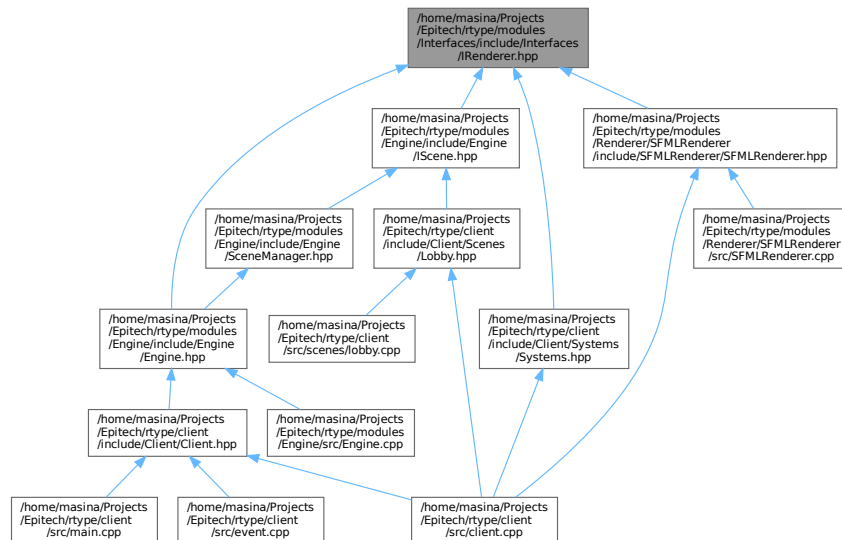 /home/masina/Projects
/Epitech/rtype/modules
/Interfaces/include/Interfaces
/IRenderer.hpp
/home/masina/Projects
/Epitech/rtype/modules
/Engine/include/Engine
/IScene.hpp
/home/masina/Projects
/Epitech/rtype/modules
/Renderer/SFMLRenderer
/include/SFMLRenderer/SFMLRenderer.hpp
/home/masina/Projects
/Epitech/rtype/modules
/Engine/include/Engine
/SceneManager.hpp
/home/masina/Projects
/Epitech/rtype/client
/include/Client/Scenes
/Lobby.hpp
/home/masina/Projects
/Epitech/rtype/modules
/Renderer/SFMLRenderer
/src/SFMLRenderer.cpp
/home/masina/Projects
/Epitech/rtype/modules
/Engine/include/Engine
/Engine.hpp
/home/masina/Projects
/Epitech/rtype/client
/src/scenes/lobby.cpp
/home/masina/Projects
/Epitech/rtype/client
/include/Client/Systems
/Systems.hpp
/home/masina/Projects
/Epitech/rtype/client
/include/Client/Client.hpp
/home/masina/Projects
/Epitech/rtype/modules
/Engine/src/Engine.cpp
/home/masina/Projects
/Epitech/rtype/client
/src/main.cpp
/home/masina/Projects
/Epitech/rtype/client
/src/event.cpp
/home/masina/Projects
/Epitech/rtype/client
/src/client.cpp